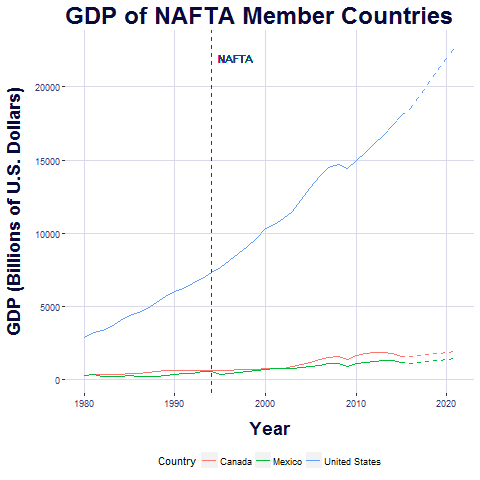 GDP of NAFTA Member Countries
NAFTA
GDP (Billions of U.S. Dollars)
20000
15000
10000
5000
0
1980 1990 2000 2010 2020
Year
Country Canada Mexico United States